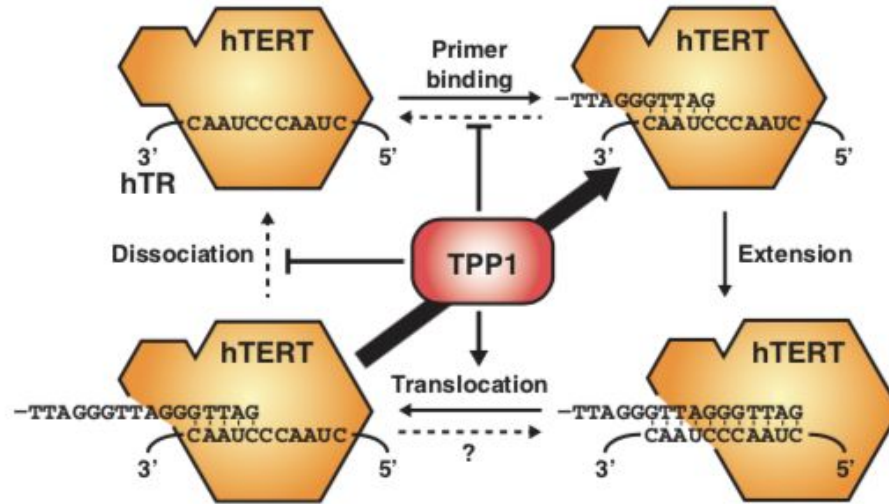 hTERT
CAAUCCCAAUC
3'
5'
hTR
Primer
binding
hTERT
–TTAGGGTTAG
CAAUCCCAAUC
3'
5'
Dissociation
TPP1
Extension
hTERT
–TTAGGGTTAGGGTTAG
CAAUCCCAAUC
3'
5'
Translocation
?
hTERT
–TTAGGGTTAGGGTTAG
CAAUCCCAAUC
3'
5'